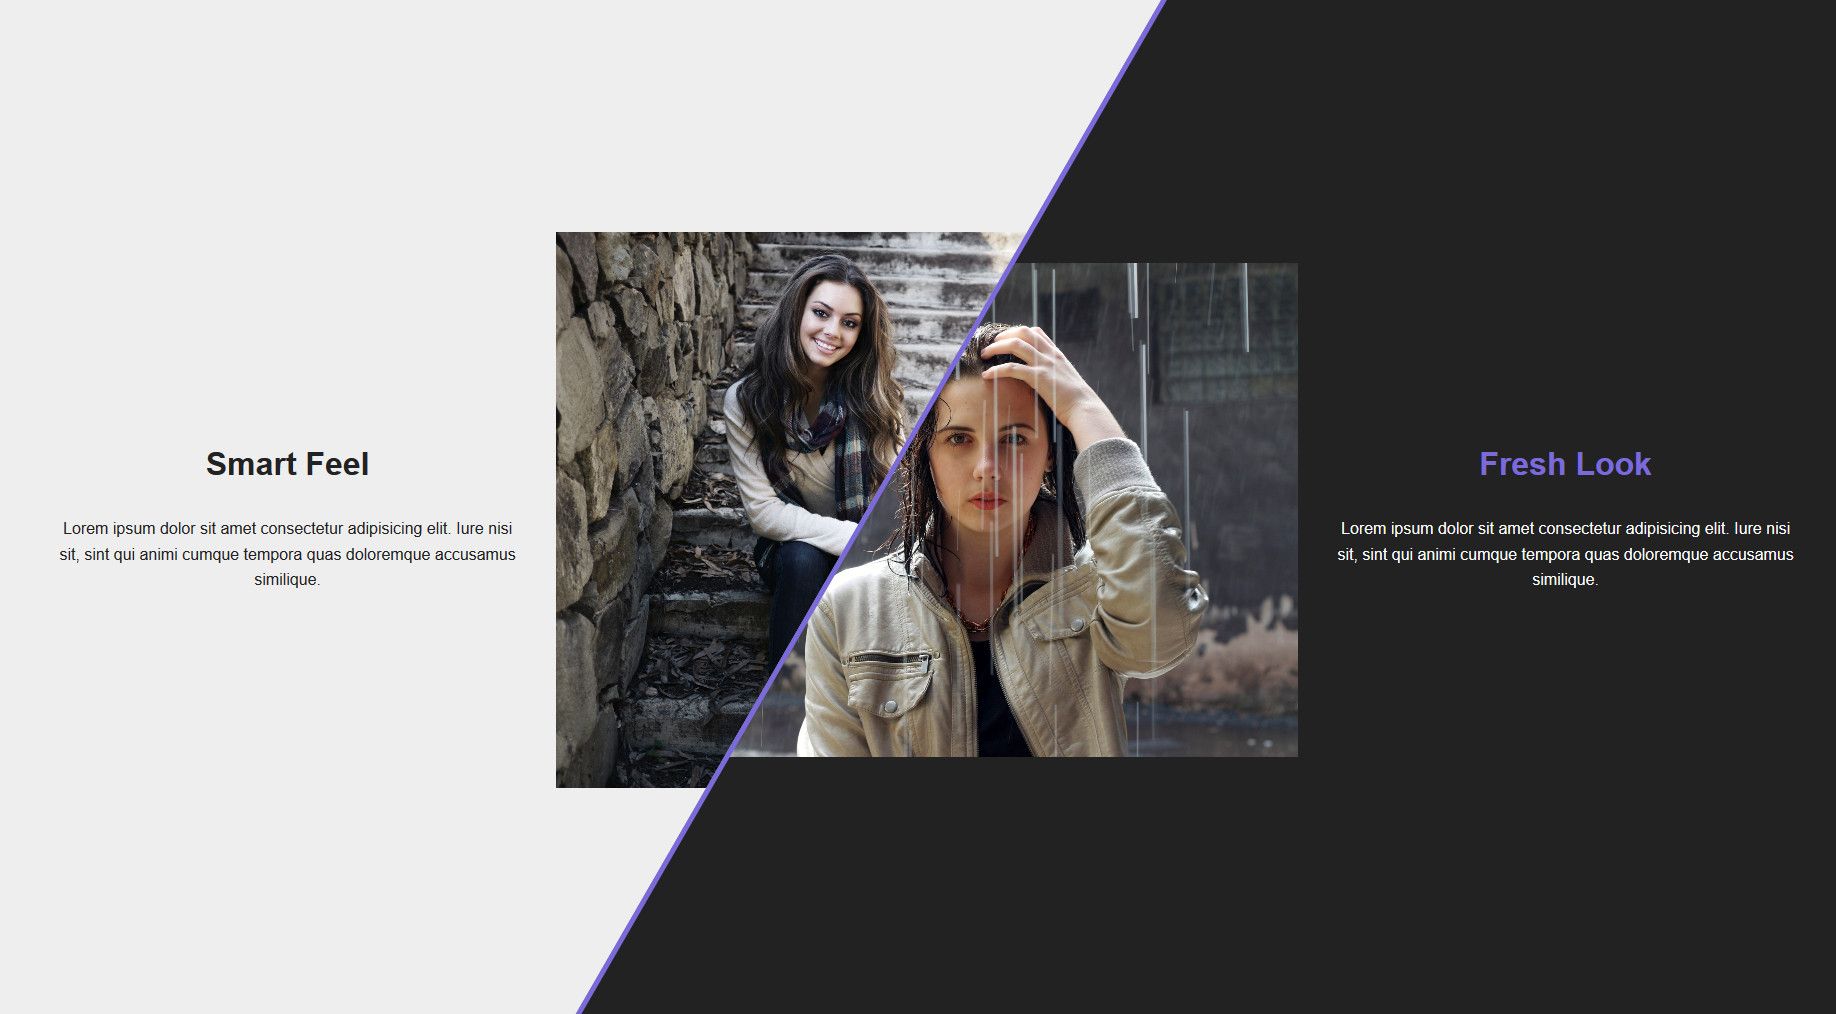 Smart Feel
Lorem ipsum dolor sit amet consectetur adipisicing elit. Iure nisi
sit, sint qui animi cumque tempora quas doloremque accusamus
similique.
Fresh Look
Lorem ipsum dolor sit amet consectetur adipisicing elit. Iure nisi
sit, sint qui animi cumque tempora quas doloremque accusamus
similique.